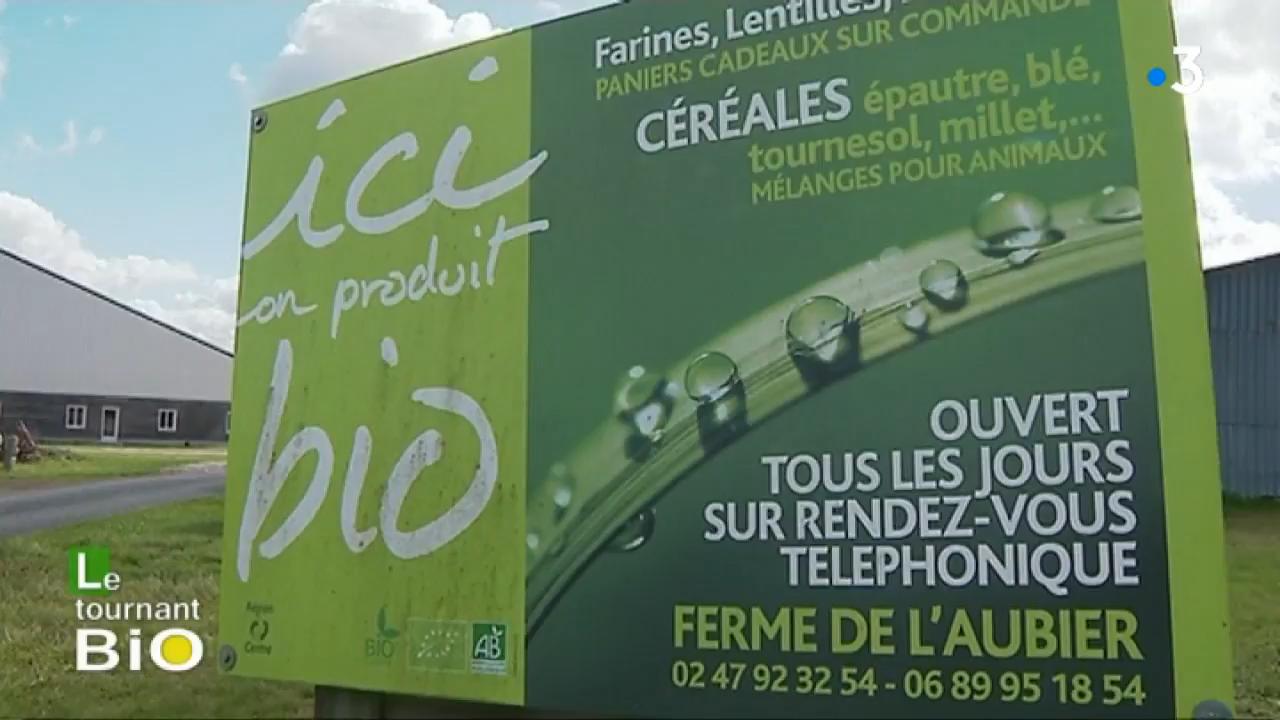 ici
on produit
bio
Région
Centre
BIO
AB
Farines, Lentilles,
PANIERS CADEAUX SUR COMMANDE
CÉRÉALES épautre, blé,
tournesol, millet,...
MÉLANGES POUR ANIMAUX
OUVERT
TOUS LES JOURS
SUR RENDEZ-VOUS
TELEPHONIQUE
FERME DE L'AUBIER
02 47 92 32 54 - 06 89 95 18 54
3
Le
tournant
BiO